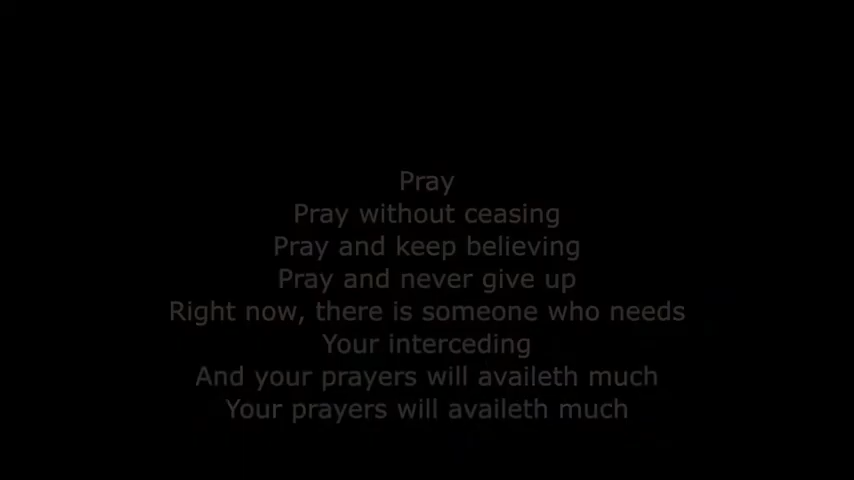 Pray
Pray without ceasing
Pray and keep believing
Pray and never give up
Right now, there is someone who needs
Your interceding
And your prayers will availeth much
Your prayers will availeth much